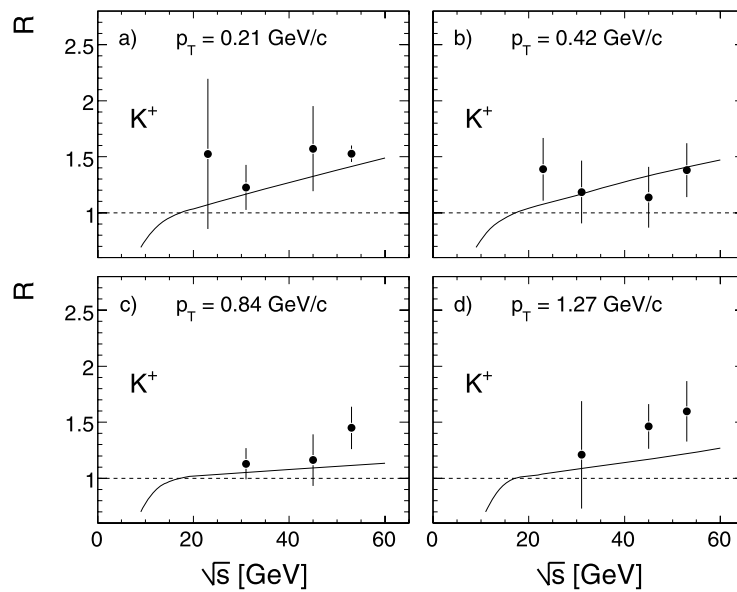 R
a) p_T = 0.21 GeV/c
b) p_T = 0.42 GeV/c
2.5
2
1.5
1
K⁺
K⁺
R
c) p_T = 0.84 GeV/c
d) p_T = 1.27 GeV/c
2.5
2
1.5
1
K⁺
K⁺
0 20 40 60
0 20 40 60
√s [GeV]
√s [GeV]